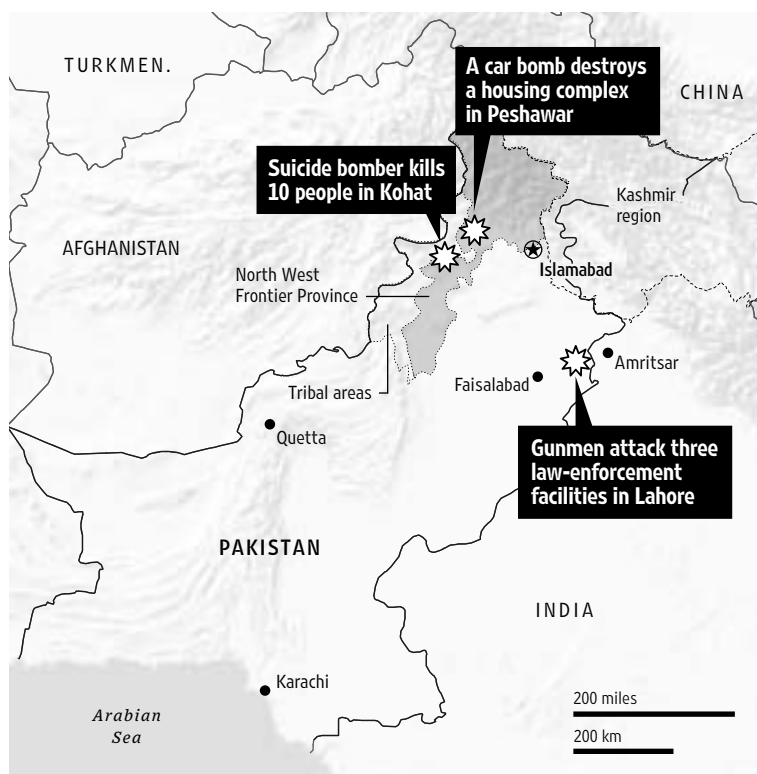 TURKMEN.
A car bomb destroys
a housing complex
in Peshawar
CHINA
Suicide bomber kills
10 people in Kohat
Kashmir
region
AFGHANISTAN
North West
Frontier Province
Islamabad
Tribal areas
Faisalabad
Amritsar
Quetta
Gunmen attack three
law-enforcement
facilities in Lahore
PAKISTAN
INDIA
Karachi
Arabian
Sea
200 miles
200 km